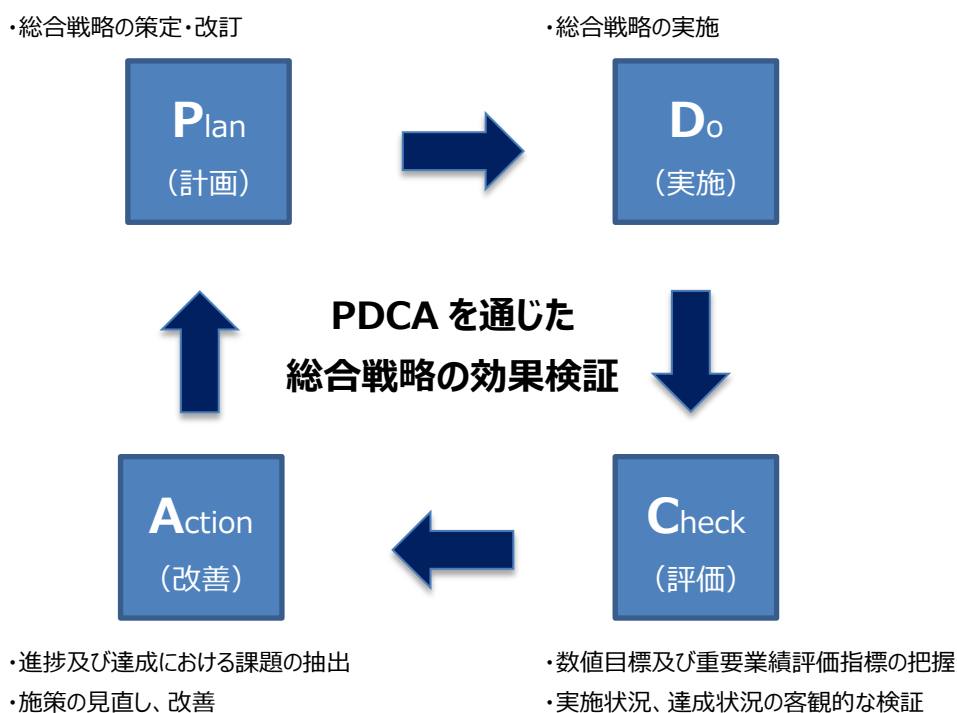 ・総合戦略の策定・改訂
・総合戦略の実施
Plan
（計画）
Do
（実施）
PDCA を通じた
総合戦略の効果検証
Action
（改善）
Check
（評価）
・進捗及び達成における課題の抽出
・施策の見直し、改善
・数値目標及び重要業績評価指標の把握
・実施状況、達成状況の客観的な検証